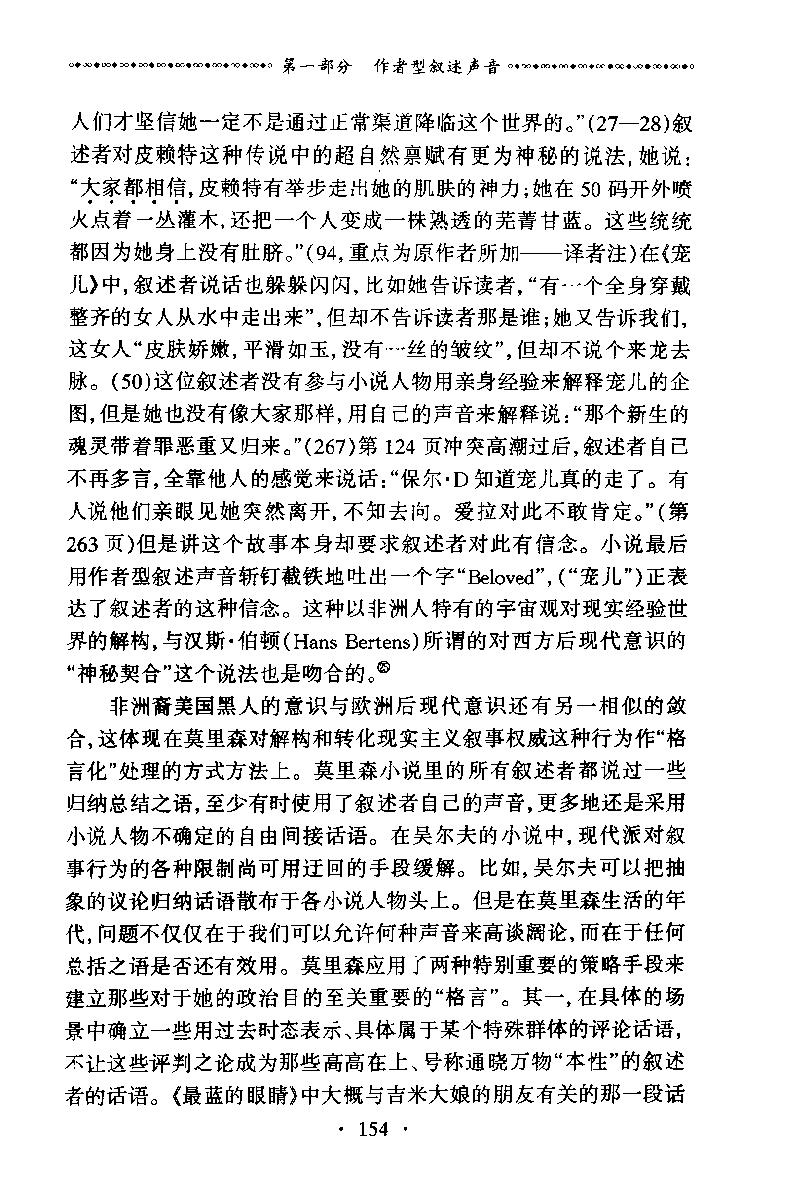 第一部分 作者型叙述声音
人们才坚信她一定不是通过正常渠道降临这个世界的。”(27—28)叙
述者对皮赖特这种传说中的超自然禀赋有更为神秘的说法,她说:
“大家都相信,皮赖特有举步走出她的肌肤的神力;她在 50 码开外喷
火点着一丛灌木,还把一个人变成一株熟透的芜菁甘蓝。这些统统
都因为她身上没有肚脐。”(94,重点为原作者所加——译者注)在《宠
儿》中,叙述者说话也躲躲闪闪,比如她告诉读者,“有一个全身穿戴
整齐的女人从水中走出来”,但却不告诉读者那是谁;她又告诉我们,
这女人“皮肤娇嫩,平滑如玉,没有一丝的皱纹”,但却不说个来龙去
脉。(50)这位叙述者没有参与小说人物用亲身经验来解释宠儿的企
图,但是她也没有像大家那样,用自己的声音来解释说:“那个新生的
魂灵带着罪恶重又归来。”(267)第 124 页冲突高潮过后,叙述者自己
不再多言,全靠他人的感觉来说话:“保尔·D 知道宠儿真的走了。有
人说他们亲眼见她突然离开,不知去向。爱拉对此不敢肯定。”(第
263 页)但是讲这个故事本身却要求叙述者对此有信念。小说最后
用作者型叙述声音斩钉截铁地吐出一个字“Beloved”,(“宠儿”)正表
达了叙述者的这种信念。这种以非洲人特有的宇宙观对现实经验世
界的解构,与汉斯·伯顿(Hans Bertens)所谓的对西方后现代意识的
“神秘契合”这个说法也是吻合的。㉕
非洲裔美国黑人的意识与欧洲后现代意识还有另一相似的敛
合,这体现在莫里森对解构和转化现实主义叙事权威这种行为作“格
言化”处理的方式方法上。莫里森小说里的所有叙述者都说过一些
归纳总结之语,至少有时使用了叙述者自己的声音,更多地还是采用
小说人物不确定的自由间接话语。在吴尔夫的小说中,现代派对叙
事行为的各种限制尚可用迂回的手段缓解。比如,吴尔夫可以把抽
象的议论归纳话语散布于各小说人物头上。但是在莫里森生活的年
代,问题不仅仅在于我们可以允许何种声音来高谈阔论,而在于任何
总括之语是否还有效用。莫里森应用了两种特别重要的策略手段来
建立那些对于她的政治目的至关重要的“格言”。其一,在具体的场
景中确立一些用过去时态表示、具体属于某个特殊群体的评论话语,
不让这些评判之论成为那些高高在上、号称通晓万物“本性”的叙述
者的话语。《最蓝的眼睛》中大概与吉米大娘的朋友有关的那一段话
· 154 ·